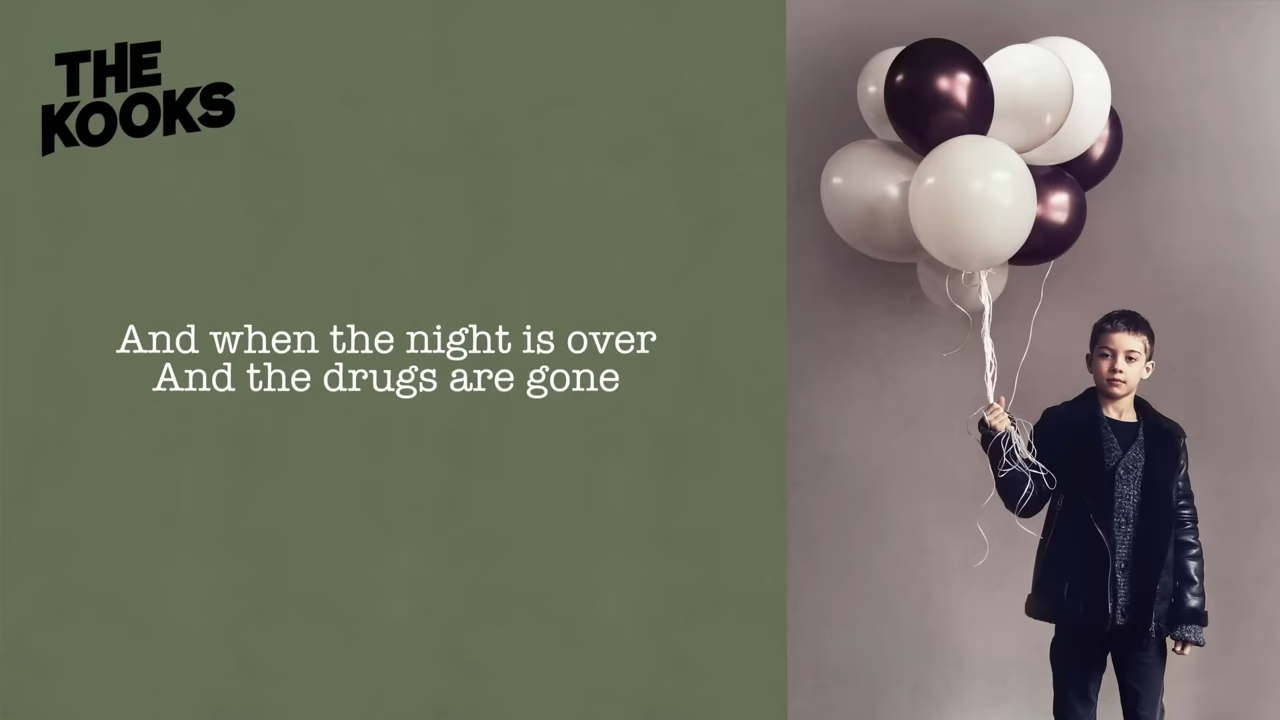 THE
KOOKS
And when the night is over
And the drugs are gone